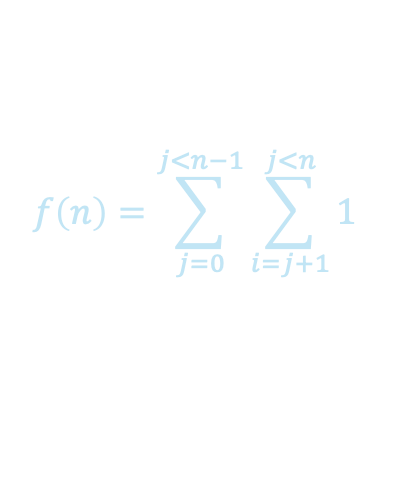 j<n−1 j<n
f(n) = ∑ ∑ 1
j=0 i=j+1